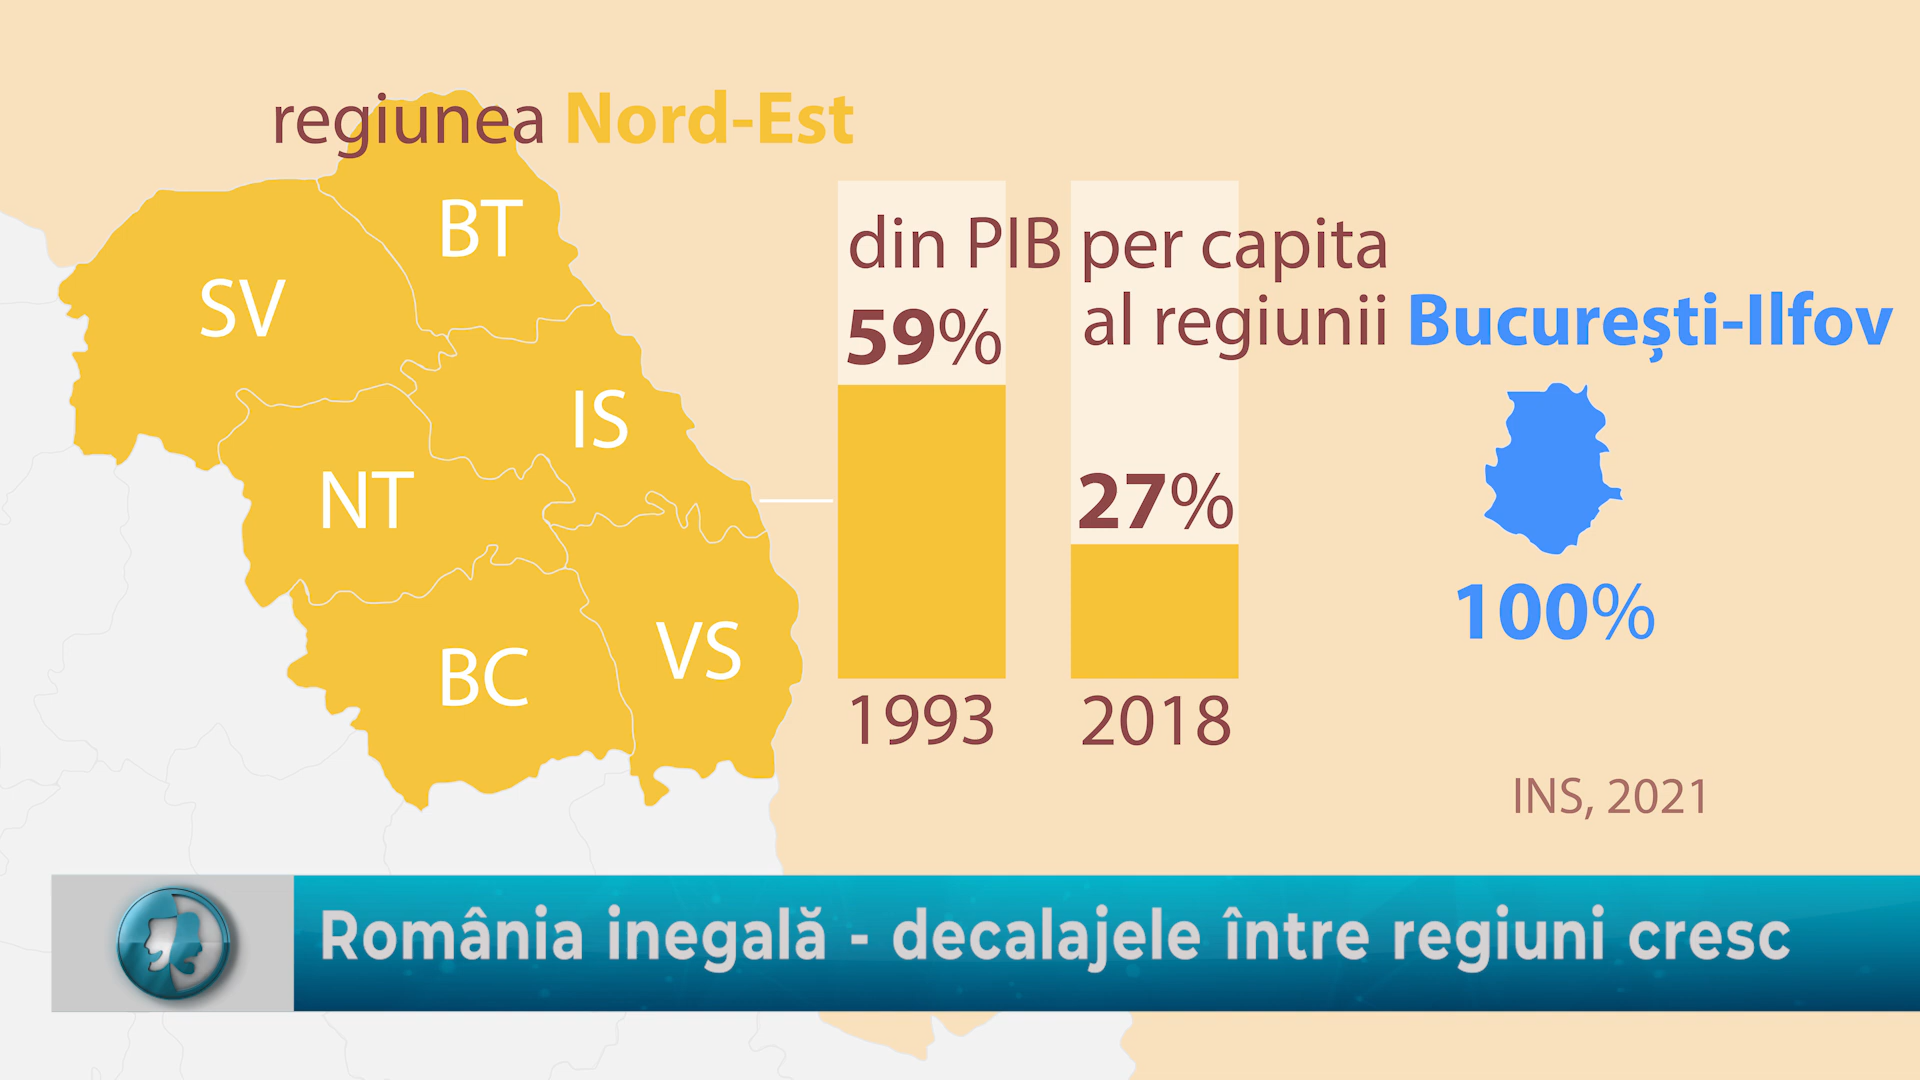 regiunea Nord-Est
BT
SV
IS
NT
BC
VS
din PIB per capita
al regiunii București-Ilfov
59%
27%
100%
1993
2018
INS, 2021
România inegală - decalajele între regiuni cresc